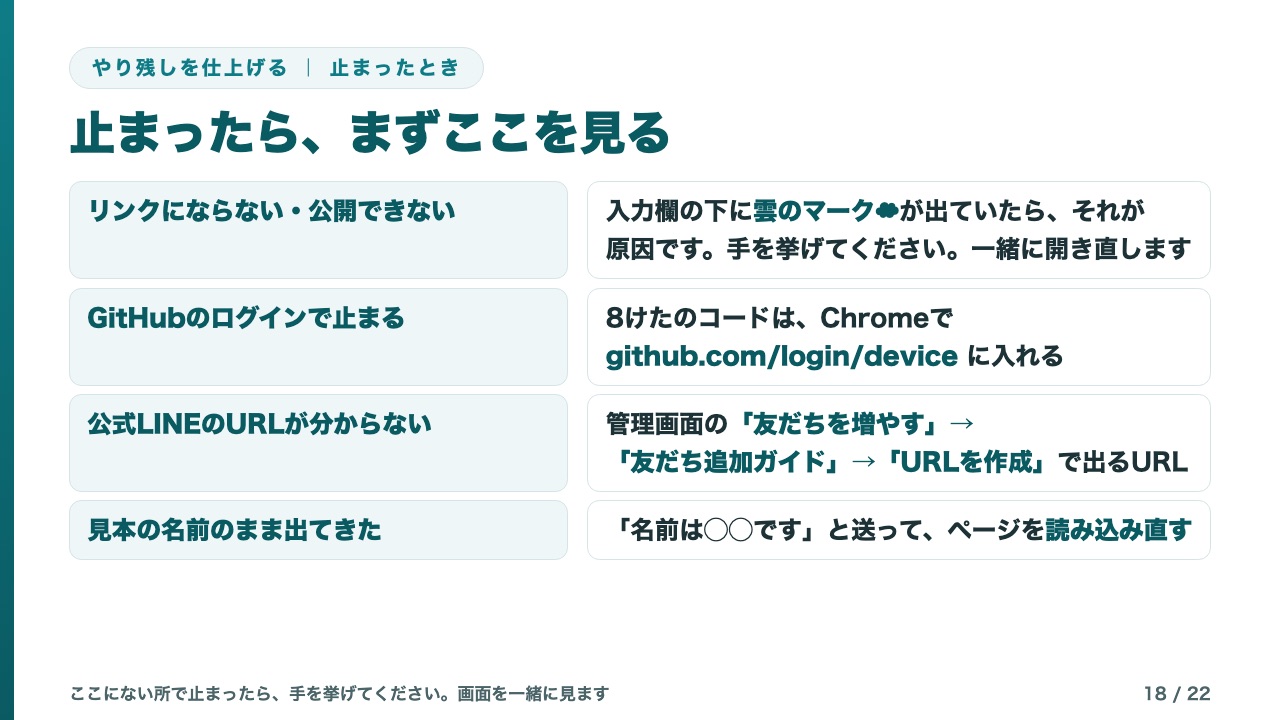 やり残しを仕上げる ｜ 止まったとき
止まったら、まずここを見る
リンクにならない・公開できない
入力欄の下に雲のマーク☁が出ていたら、それが
原因です。手を挙げてください。一緒に開き直します
GitHubのログインで止まる
8けたのコードは、Chromeで
github.com/login/device に入れる
公式LINEのURLが分からない
管理画面の「友だちを増やす」→
「友だち追加ガイド」→「URLを作成」で出るURL
見本の名前のまま出てきた
「名前は◯◯です」と送って、ページを読み込み直す
ここにない所で止まったら、手を挙げてください。画面を一緒に見ます
18 / 22